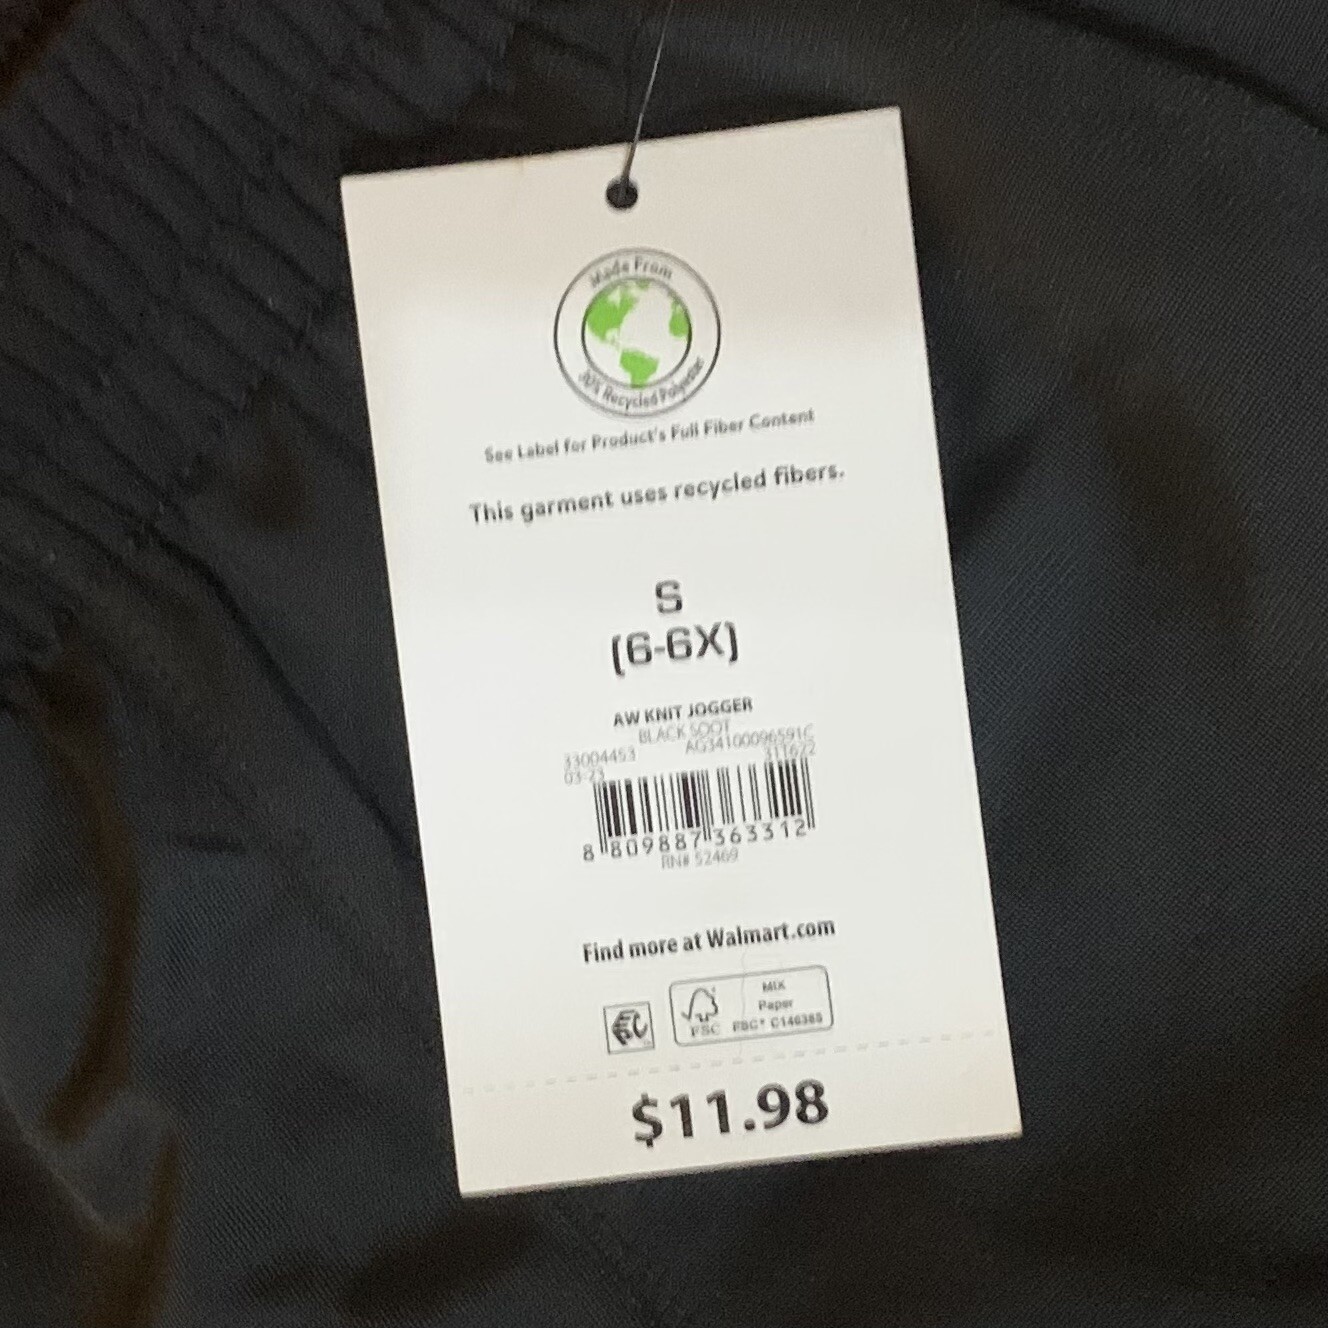 Made From
30% Recycled Polyester
See Label for Product's Full Fiber Content
This garment uses recycled fibers.
S
(6-6X)
AW KNIT JOGGER
BLACK SOOT
33004453 AG34100096591C
03-23 311622
8 809887 363312
RN# 52469
Find more at Walmart.com
MIX
Paper
FSC FSC® C146365
$11.98